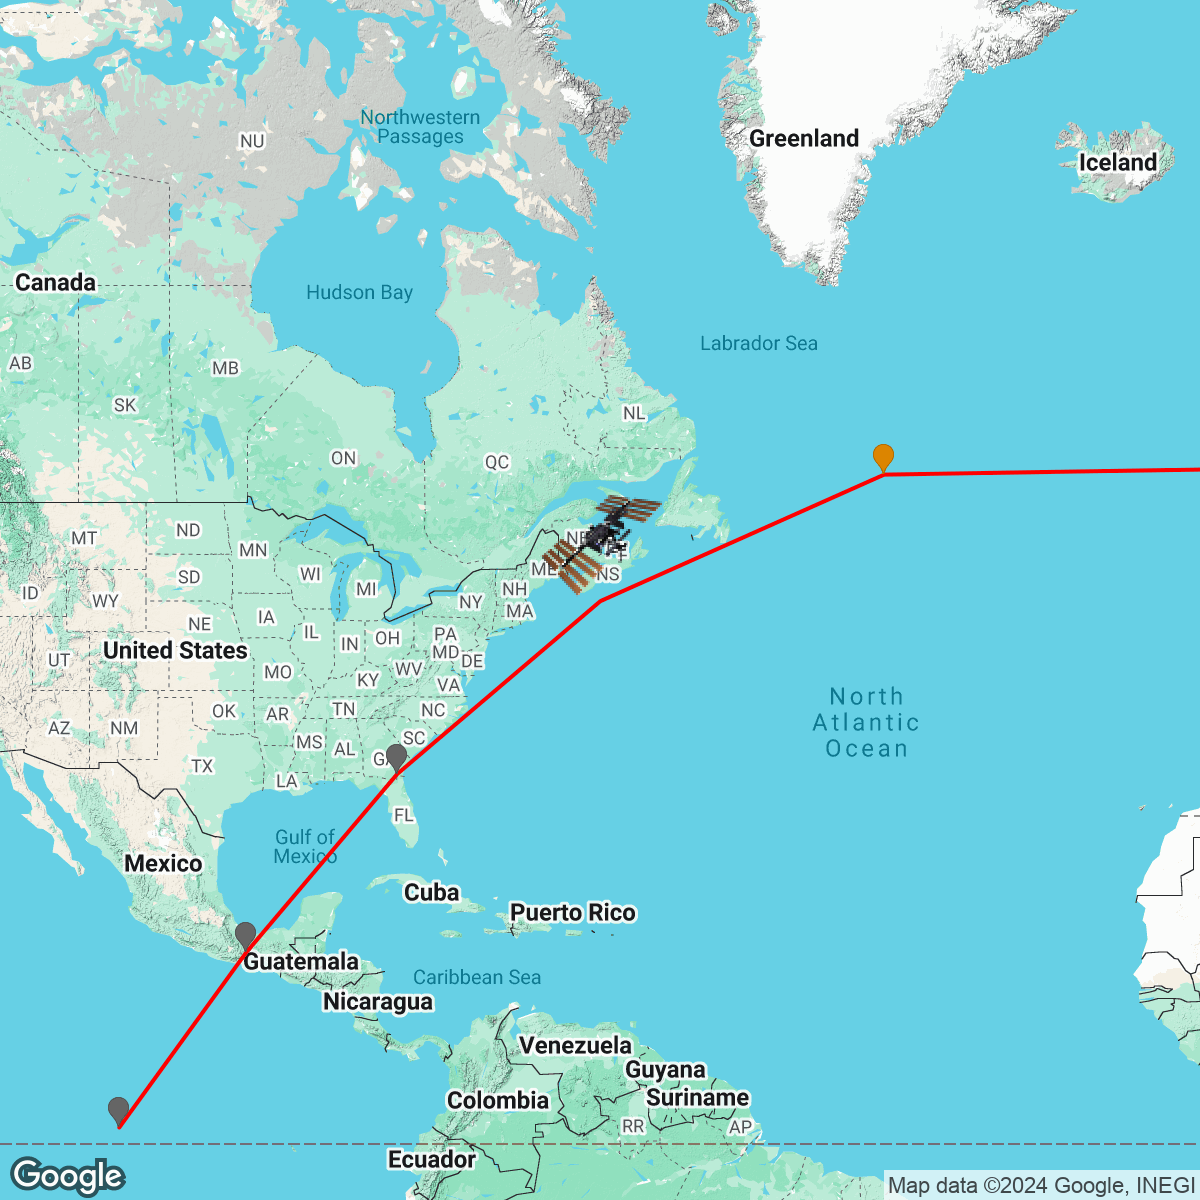 Northwestern
Passages
NU
Greenland
Iceland
Canada
Hudson Bay
Labrador Sea
AB
MB
SK
NL
ON
QC
MT
ND
MN
NB
PE
ID
WY
SD
WI
MI
ME
NS
NH
NY
MA
NE
IA
IL
IN
OH
PA
UT
United States
MD
DE
WV
MO
KY
VA
North
Atlantic
Ocean
AZ
NM
OK
AR
TN
NC
MS
AL
GA
SC
TX
LA
FL
Gulf of
Mexico
Mexico
Cuba
Puerto Rico
Guatemala
Caribbean Sea
Nicaragua
Venezuela
Guyana
Colombia
Suriname
RR
AP
Ecuador
Google
Map data ©2024 Google, INEGI